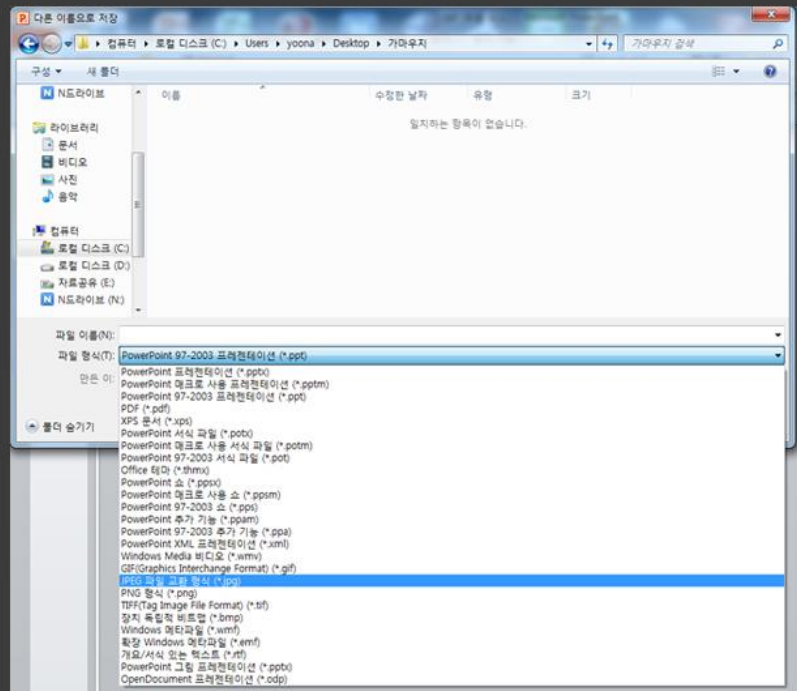 다른 이름으로 저장
컴퓨터 ▸ 로컬 디스크 (C:) ▸ Users ▸ yoona ▸ Desktop ▸ 가마우지
가마우지 검색
구성 새 폴더
N드라이브
라이브러리
문서
비디오
사진
음악
컴퓨터
로컬 디스크 (C:)
로컬 디스크 (D:)
자료공유 (E:)
N드라이브 (N:)
이름 수정한 날짜 유형 크기
일치하는 항목이 없습니다.
파일 이름(N):
파일 형식(T): PowerPoint 97-2003 프레젠테이션 (*.ppt)
만든 이:
폴더 숨기기
PowerPoint 프레젠테이션 (*.pptx)
PowerPoint 매크로 사용 프레젠테이션 (*.pptm)
PowerPoint 97-2003 프레젠테이션 (*.ppt)
PDF (*.pdf)
XPS 문서 (*.xps)
PowerPoint 서식 파일 (*.potx)
PowerPoint 매크로 사용 서식 파일 (*.potm)
PowerPoint 97-2003 서식 파일 (*.pot)
Office 테마 (*.thmx)
PowerPoint 쇼 (*.ppsx)
PowerPoint 매크로 사용 쇼 (*.ppsm)
PowerPoint 97-2003 쇼 (*.pps)
PowerPoint 추가 기능 (*.ppam)
PowerPoint 97-2003 추가 기능 (*.ppa)
PowerPoint XML 프레젠테이션 (*.xml)
Windows Media 비디오 (*.wmv)
GIF(Graphics Interchange Format) (*.gif)
JPEG 파일 교환 형식 (*.jpg)
PNG 형식 (*.png)
TIFF(Tag Image File Format) (*.tif)
장치 독립적 비트맵 (*.bmp)
Windows 메타파일 (*.wmf)
확장 Windows 메타파일 (*.emf)
개요/서식 있는 텍스트 (*.rtf)
PowerPoint 그림 프레젠테이션 (*.pptx)
OpenDocument 프레젠테이션 (*.odp)